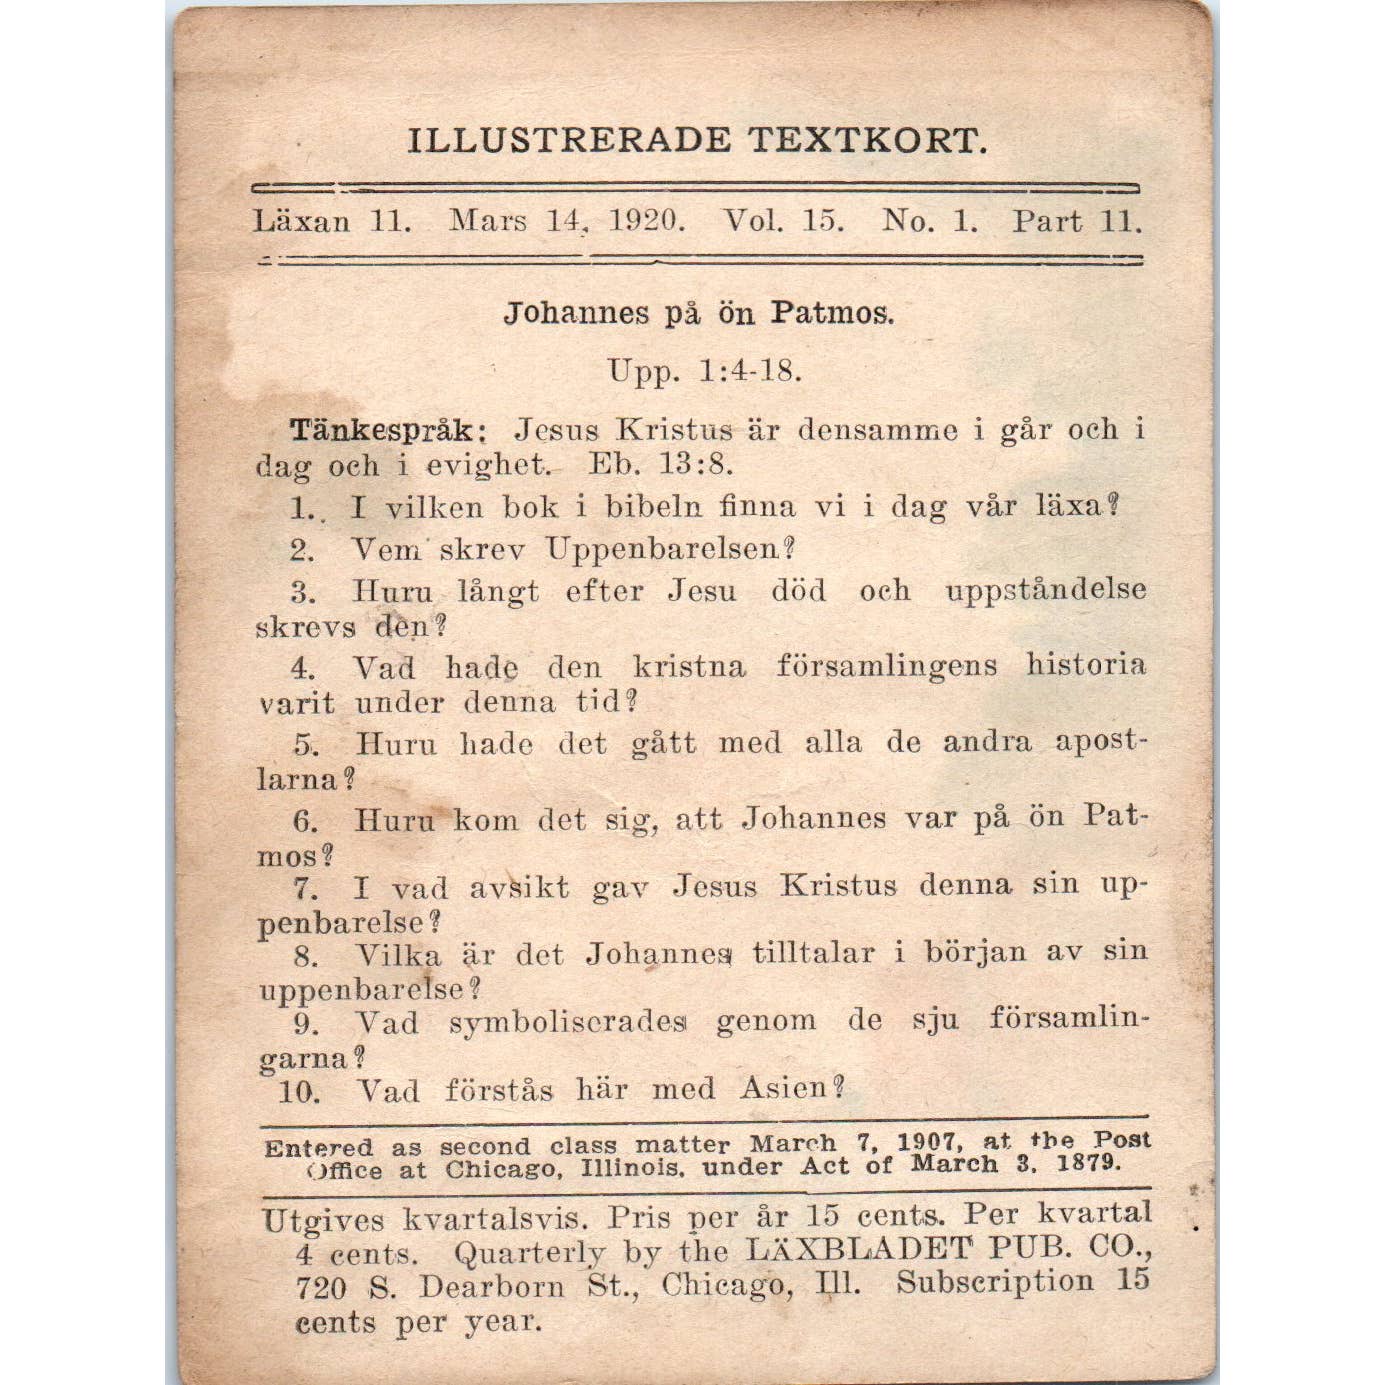 ILLUSTRERADE TEXTKORT.
Läxan 11. Mars 14, 1920. Vol. 15. No. 1. Part 11.
Johannes på ön Patmos.
Upp. 1:4-18.
Tänkespråk: Jesus Kristus är densamme i går och i
dag och i evighet. Eb. 13:8.
1. I vilken bok i bibeln finna vi i dag vår läxa?
2. Vem skrev Uppenbarelsen?
3. Huru långt efter Jesu död och uppståndelse
skrevs den?
4. Vad hade den kristna församlingens historia
varit under denna tid?
5. Huru hade det gått med alla de andra apost-
larna?
6. Huru kom det sig, att Johannes var på ön Pat-
mos?
7. I vad avsikt gav Jesus Kristus denna sin up-
penbarelse?
8. Vilka är det Johannes tilltalar i början av sin
uppenbarelse?
9. Vad symboliserades genom de sju församlin-
garna?
10. Vad förstås här med Asien?
Entered as second class matter March 7, 1907, at the Post
Office at Chicago, Illinois, under Act of March 3, 1879.
Utgives kvartalsvis. Pris per år 15 cents. Per kvartal
4 cents. Quarterly by the LÄXBLADET PUB. CO.,
720 S. Dearborn St., Chicago, Ill. Subscription 15
cents per year.